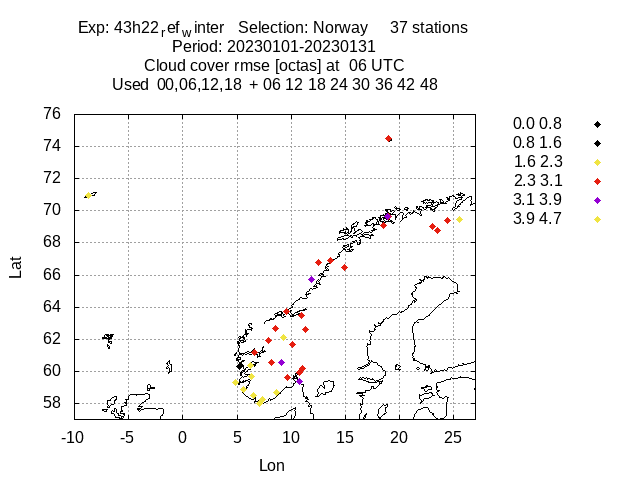 Exp: 43h22refwinter Selection: Norway 37 stations
Period: 20230101-20230131
Cloud cover rmse [octas] at 06 UTC
Used 00,06,12,18 + 06 12 18 24 30 36 42 48
76
74
72
70
68
66
64
62
60
58
Lat
-10 -5 0 5 10 15 20 25
Lon
0.0 0.8
0.8 1.6
1.6 2.3
2.3 3.1
3.1 3.9
3.9 4.7